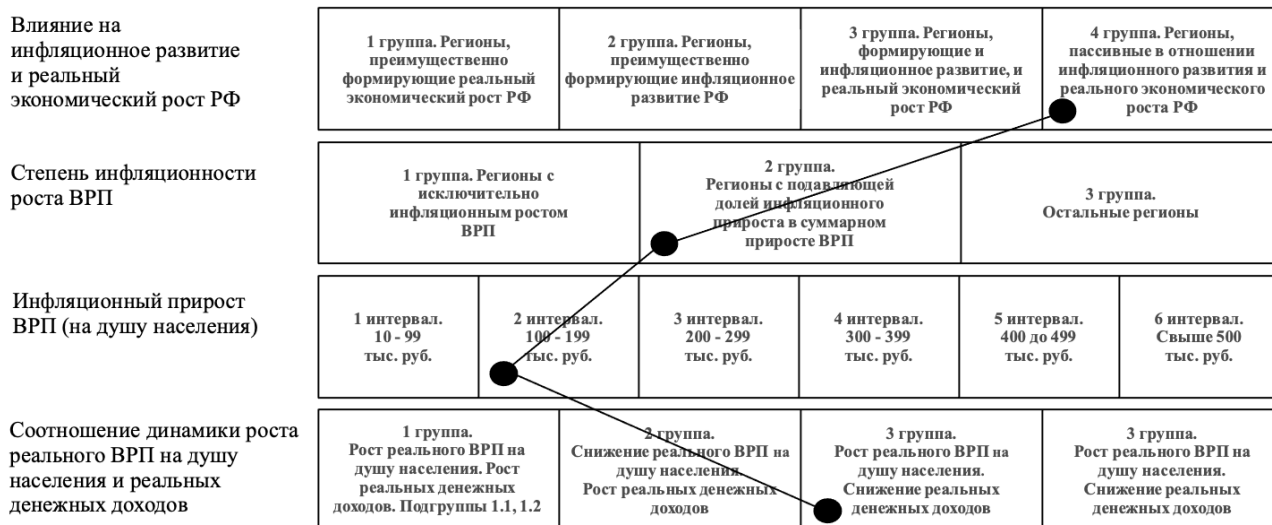 Влияние на
инфляционное развитие
и реальный
экономический рост РФ
1 группа. Регионы,
преимущественно
формирующие реальный
экономический рост РФ
2 группа. Регионы,
преимущественно
формирующие инфляционное
развитие РФ
3 группа. Регионы,
формирующие и
инфляционное развитие, и
реальный экономический
рост РФ
4 группа. Регионы,
пассивные в отношении
инфляционного развития и
реального экономического
роста РФ
Степень инфляционности
роста ВРП
1 группа. Регионы с
исключительно
инфляционным ростом
ВРП
2 группа.
Регионы с подавляющей
долей инфляционного
прироста в суммарном
приросте ВРП
3 группа.
Остальные регионы
Инфляционный прирост
ВРП (на душу населения)
1 интервал.
10 - 99
тыс. руб.
2 интервал.
100 - 199
тыс. руб.
3 интервал.
200 - 299
тыс. руб.
4 интервал.
300 - 399
тыс. руб.
5 интервал.
400 до 499
тыс. руб.
6 интервал.
Свыше 500
тыс. руб.
Соотношение динамики роста
реального ВРП на душу
населения и реальных
денежных доходов
1 группа.
Рост реального ВРП на
душу населения. Рост
реальных денежных
доходов. Подгруппы 1.1, 1.2
2 группа.
Снижение реального ВРП на
душу населения.
Рост реальных денежных
доходов
3 группа.
Рост реального ВРП на
душу населения.
Снижение реальных
денежных доходов
3 группа.
Рост реального ВРП на
душу населения.
Снижение реальных
денежных доходов